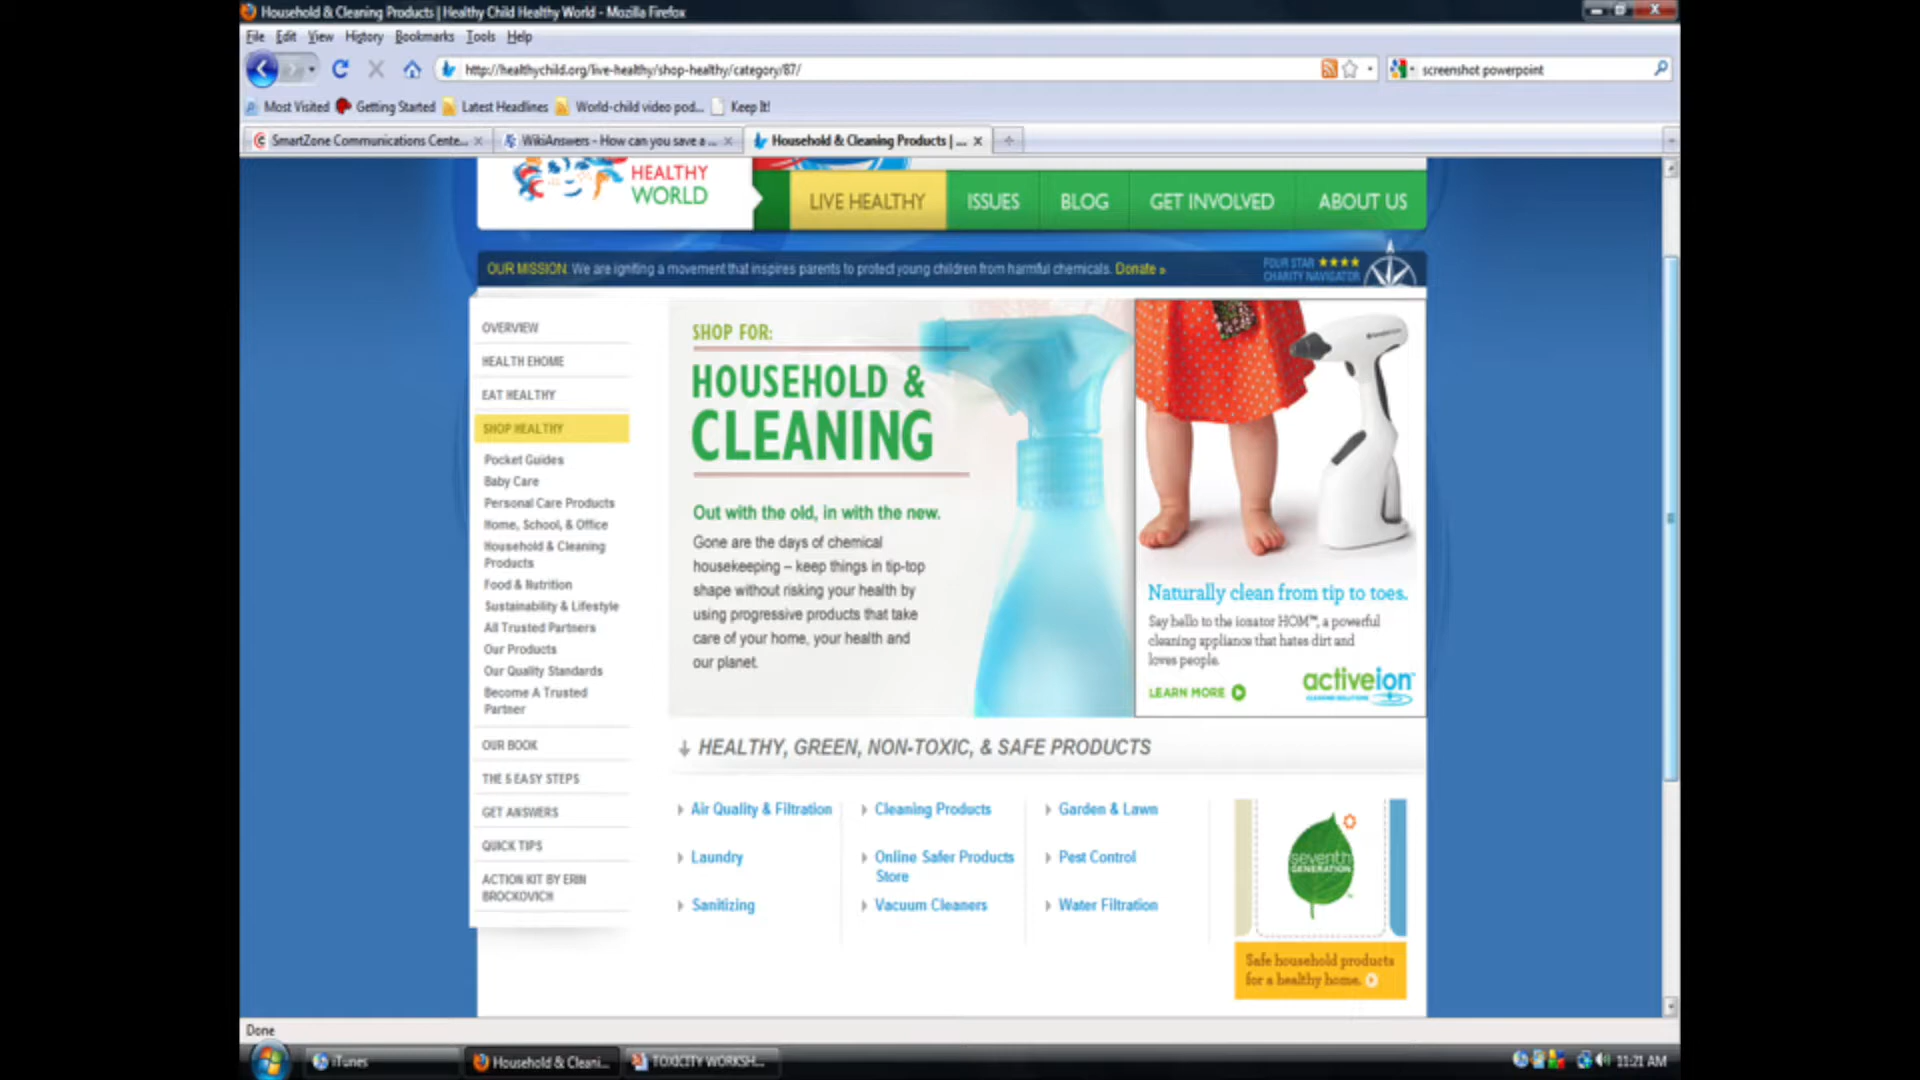 Household & Cleaning Products | Healthy Child Healthy World - Mozilla Firefox
File Edit View History Bookmarks Tools Help
http://healthychild.org/live-healthy/shop-healthy/category/87/
screenshot powerpoint
Most Visited Getting Started Latest Headlines World-child video pod... Keep It!
SmartZone Communications Cente... WikiAnswers - How can you save a ... Household & Cleaning Products | ...
HEALTHY
WORLD
LIVE HEALTHY ISSUES BLOG GET INVOLVED ABOUT US
OUR MISSION: We are igniting a movement that inspires parents to protect young children from harmful chemicals. Donate »
FOUR STAR ★★★★
CHARITY NAVIGATOR
OVERVIEW
HEALTH EHOME
EAT HEALTHY
SHOP HEALTHY
Pocket Guides
Baby Care
Personal Care Products
Home, School, & Office
Household & Cleaning
Products
Food & Nutrition
Sustainability & Lifestyle
All Trusted Partners
Our Products
Our Quality Standards
Become A Trusted
Partner
OUR BOOK
THE 5 EASY STEPS
GET ANSWERS
QUICK TIPS
ACTION KIT BY ERIN
BROCKOVICH
SHOP FOR:
HOUSEHOLD &
CLEANING
Out with the old, in with the new.
Gone are the days of chemical
housekeeping – keep things in tip-top
shape without risking your health by
using progressive products that take
care of your home, your health and
our planet.
Naturally clean from tip to toes.
Say hello to the ionator HOM™, a powerful
cleaning appliance that hates dirt and
loves people.
LEARN MORE
activeion
CLEANING SOLUTIONS
HEALTHY, GREEN, NON-TOXIC, & SAFE PRODUCTS
Air Quality & Filtration Cleaning Products Garden & Lawn
Laundry Online Safer Products Pest Control
Store
Sanitizing Vacuum Cleaners Water Filtration
seventh
GENERATION
Safe household products
for a healthy home.
Done
iTunes Household & Cleani... TOXICITY WORKSH... 11:21 AM